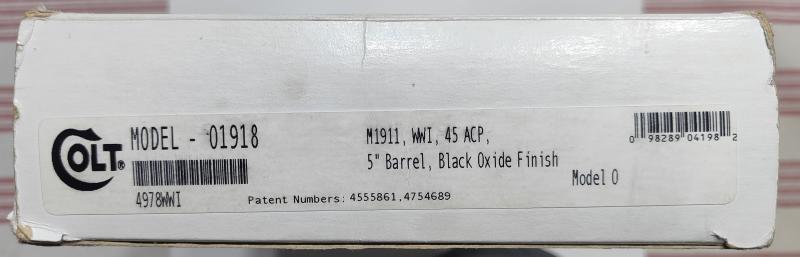 COLT®
MODEL - 01918
4978WWI
Patent Numbers: 4555861,4754689
M1911, WWI, 45 ACP,
5" Barrel, Black Oxide Finish
Model O
0 98289 04198 2